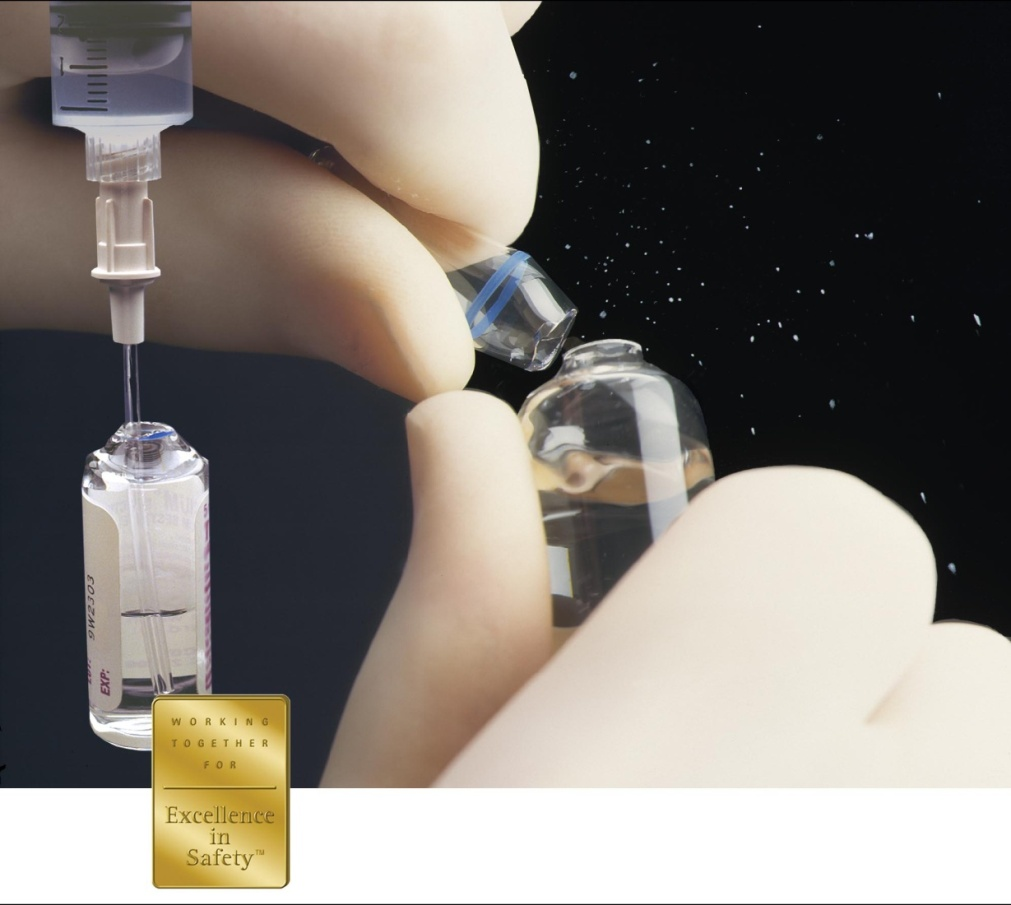 9W2303
EXP:
WORKING
TOGETHER
FOR
Excellence
in
Safety™